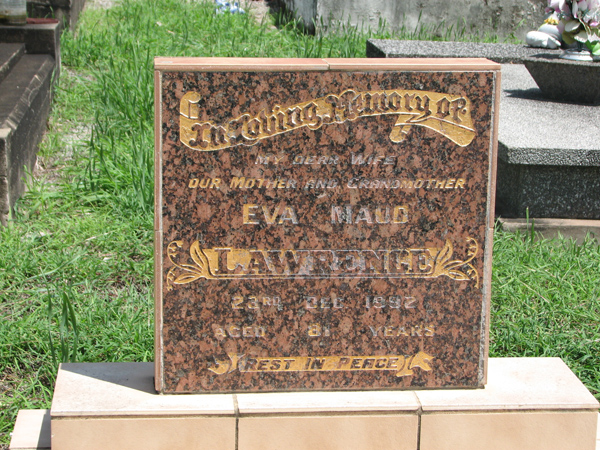 In Loving Memory of
MY DEAR WIFE
OUR MOTHER AND GRANDMOTHER
EVA MAUD
LAWRENCE
23RD DEC 1992
AGED 81 YEARS
REST IN PEACE